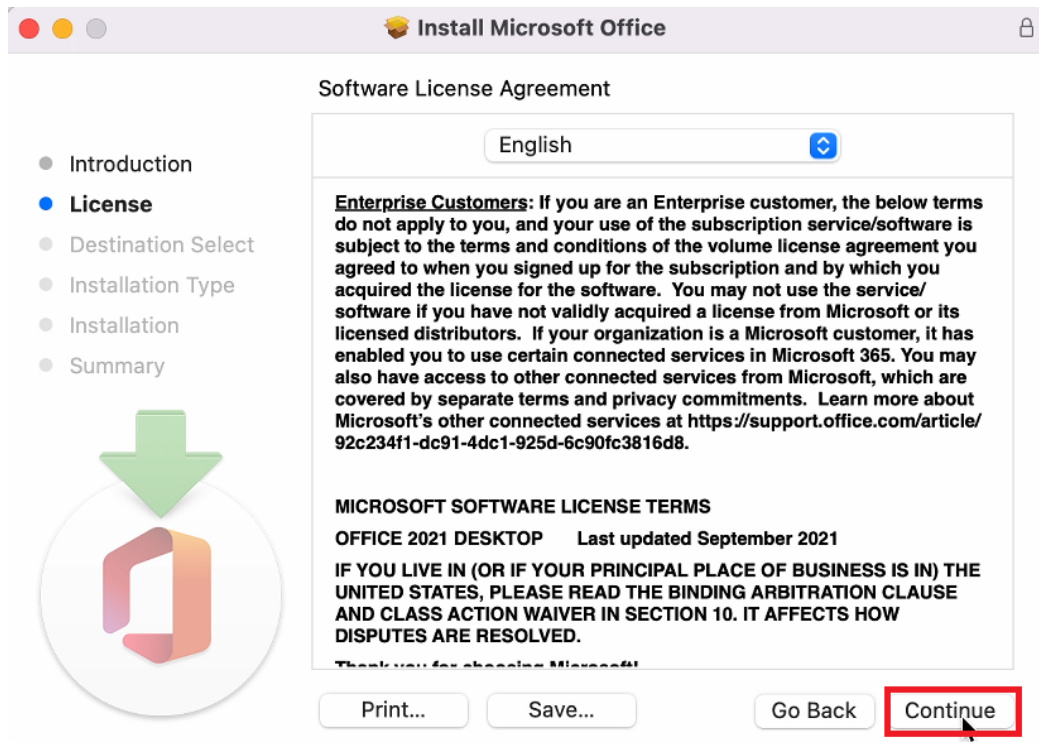 Install Microsoft Office
Software License Agreement
English
Introduction
License
Destination Select
Installation Type
Installation
Summary
Enterprise Customers: If you are an Enterprise customer, the below terms
do not apply to you, and your use of the subscription service/software is
subject to the terms and conditions of the volume license agreement you
agreed to when you signed up for the subscription and by which you
acquired the license for the software.  You may not use the service/
software if you have not validly acquired a license from Microsoft or its
licensed distributors.  If your organization is a Microsoft customer, it has
enabled you to use certain connected services in Microsoft 365. You may
also have access to other connected services from Microsoft, which are
covered by separate terms and privacy commitments.  Learn more about
Microsoft’s other connected services at https://support.office.com/article/
92c234f1-dc91-4dc1-925d-6c90fc3816d8.
MICROSOFT SOFTWARE LICENSE TERMS
OFFICE 2021 DESKTOP     Last updated September 2021
IF YOU LIVE IN (OR IF YOUR PRINCIPAL PLACE OF BUSINESS IS IN) THE
UNITED STATES, PLEASE READ THE BINDING ARBITRATION CLAUSE
AND CLASS ACTION WAIVER IN SECTION 10. IT AFFECTS HOW
DISPUTES ARE RESOLVED.
Thank you for choosing Microsoft!
Print...
Save...
Go Back
Continue